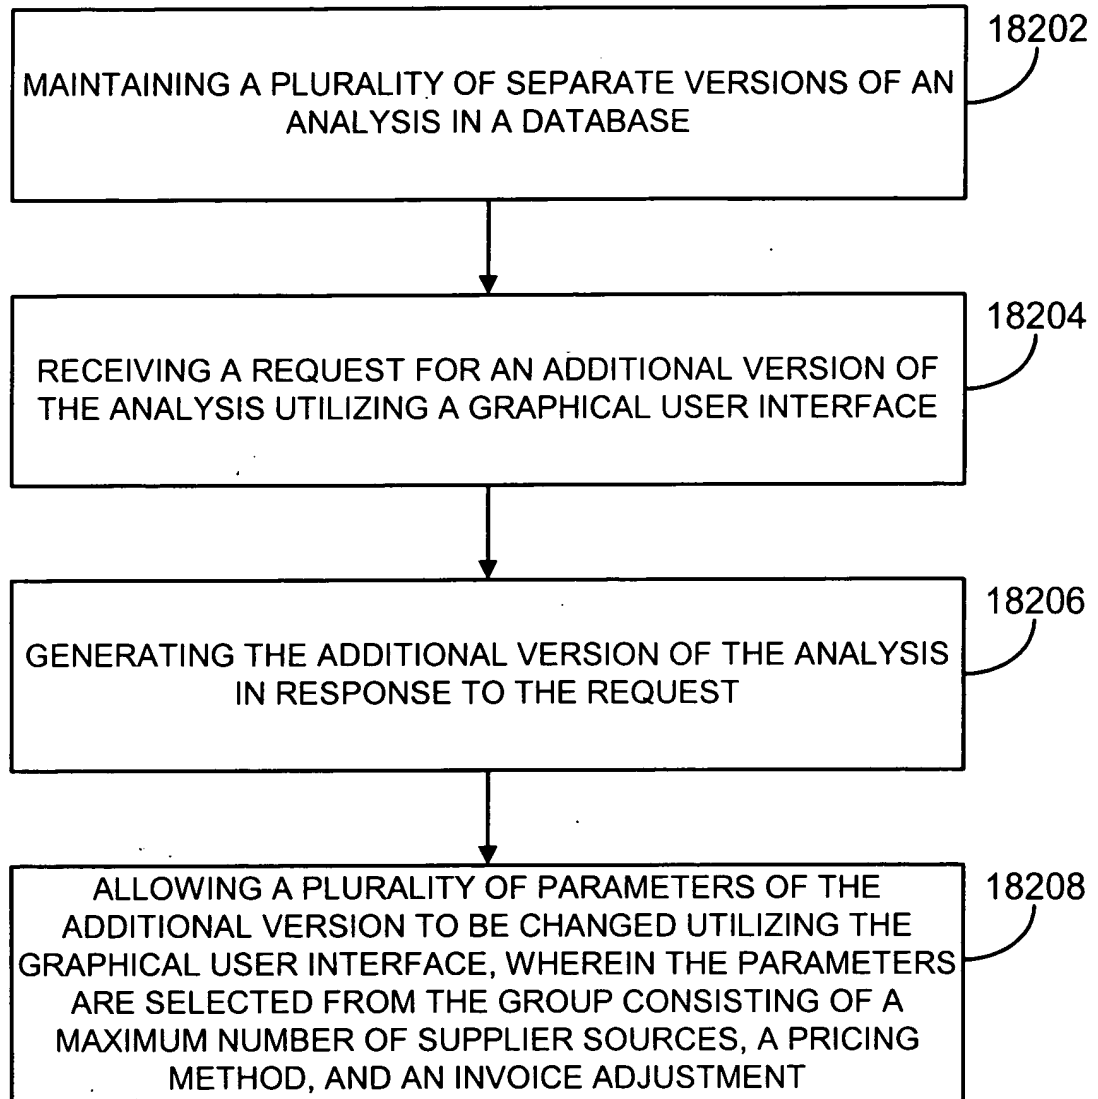 18202
MAINTAINING A PLURALITY OF SEPARATE VERSIONS OF AN
ANALYSIS IN A DATABASE
18204
RECEIVING A REQUEST FOR AN ADDITIONAL VERSION OF
THE ANALYSIS UTILIZING A GRAPHICAL USER INTERFACE
18206
GENERATING THE ADDITIONAL VERSION OF THE ANALYSIS
IN RESPONSE TO THE REQUEST
18208
ALLOWING A PLURALITY OF PARAMETERS OF THE
ADDITIONAL VERSION TO BE CHANGED UTILIZING THE
GRAPHICAL USER INTERFACE, WHEREIN THE PARAMETERS
ARE SELECTED FROM THE GROUP CONSISTING OF A
MAXIMUM NUMBER OF SUPPLIER SOURCES, A PRICING
METHOD, AND AN INVOICE ADJUSTMENT